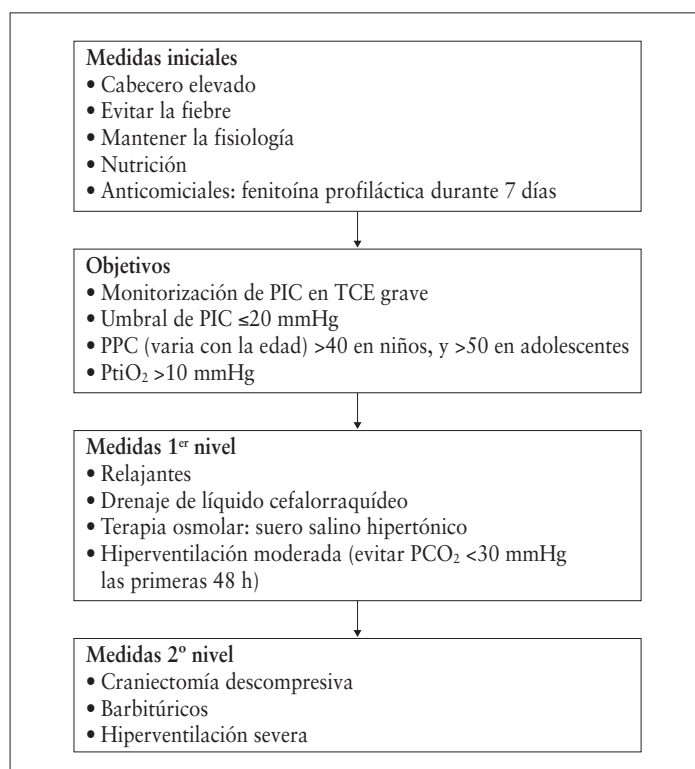 Medidas iniciales
• Cabecero elevado
• Evitar la fiebre
• Mantener la fisiología
• Nutrición
• Anticomiciales: fenitoína profiláctica durante 7 días
Objetivos
• Monitorización de PIC en TCE grave
• Umbral de PIC ≤20 mmHg
• PPC (varia con la edad) >40 en niños, y >50 en adolescentes
• PtiO₂ >10 mmHg
Medidas 1ᵉʳ nivel
• Relajantes
• Drenaje de líquido cefalorraquídeo
• Terapia osmolar: suero salino hipertónico
• Hiperventilación moderada (evitar PCO₂ <30 mmHg
las primeras 48 h)
Medidas 2º nivel
• Craniectomía descompresiva
• Barbitúricos
• Hiperventilación severa